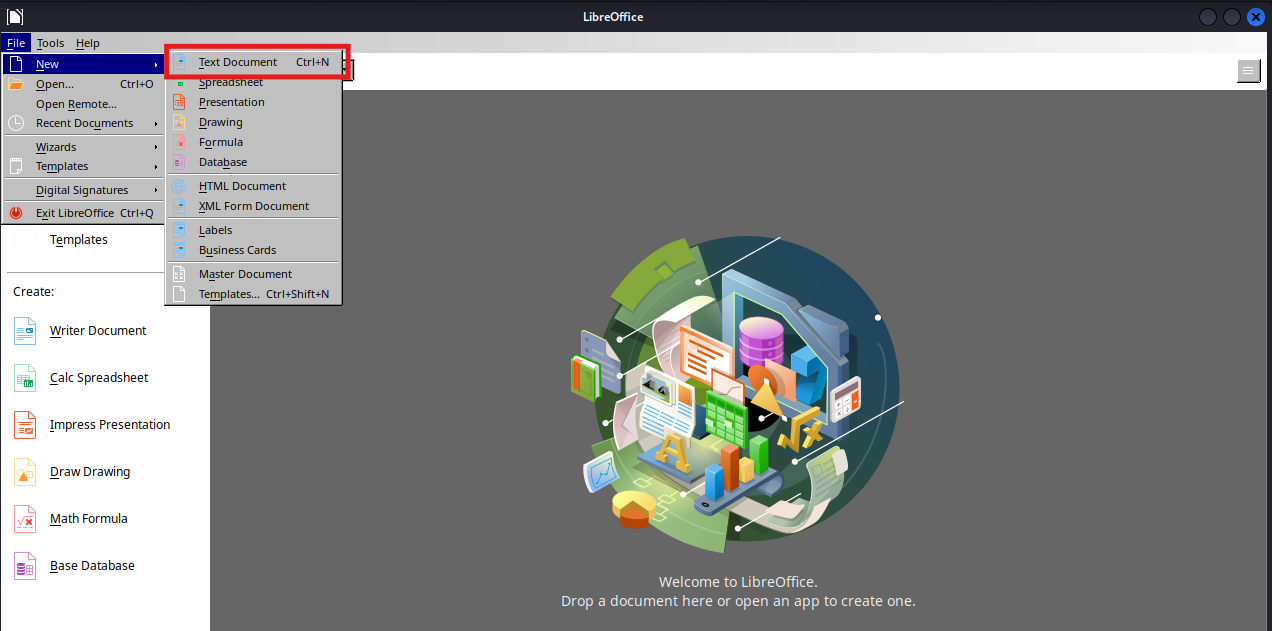 LibreOffice
File Tools Help
New
Open... Ctrl+O
Open Remote...
Recent Documents
Wizards
Templates
Digital Signatures
Exit LibreOffice Ctrl+Q
Text Document Ctrl+N
Spreadsheet
Presentation
Drawing
Formula
Database
HTML Document
XML Form Document
Labels
Business Cards
Master Document
Templates... Ctrl+Shift+N
Templates
Create:
Writer Document
Calc Spreadsheet
Impress Presentation
Draw Drawing
Math Formula
Base Database
Welcome to LibreOffice.
Drop a document here or open an app to create one.